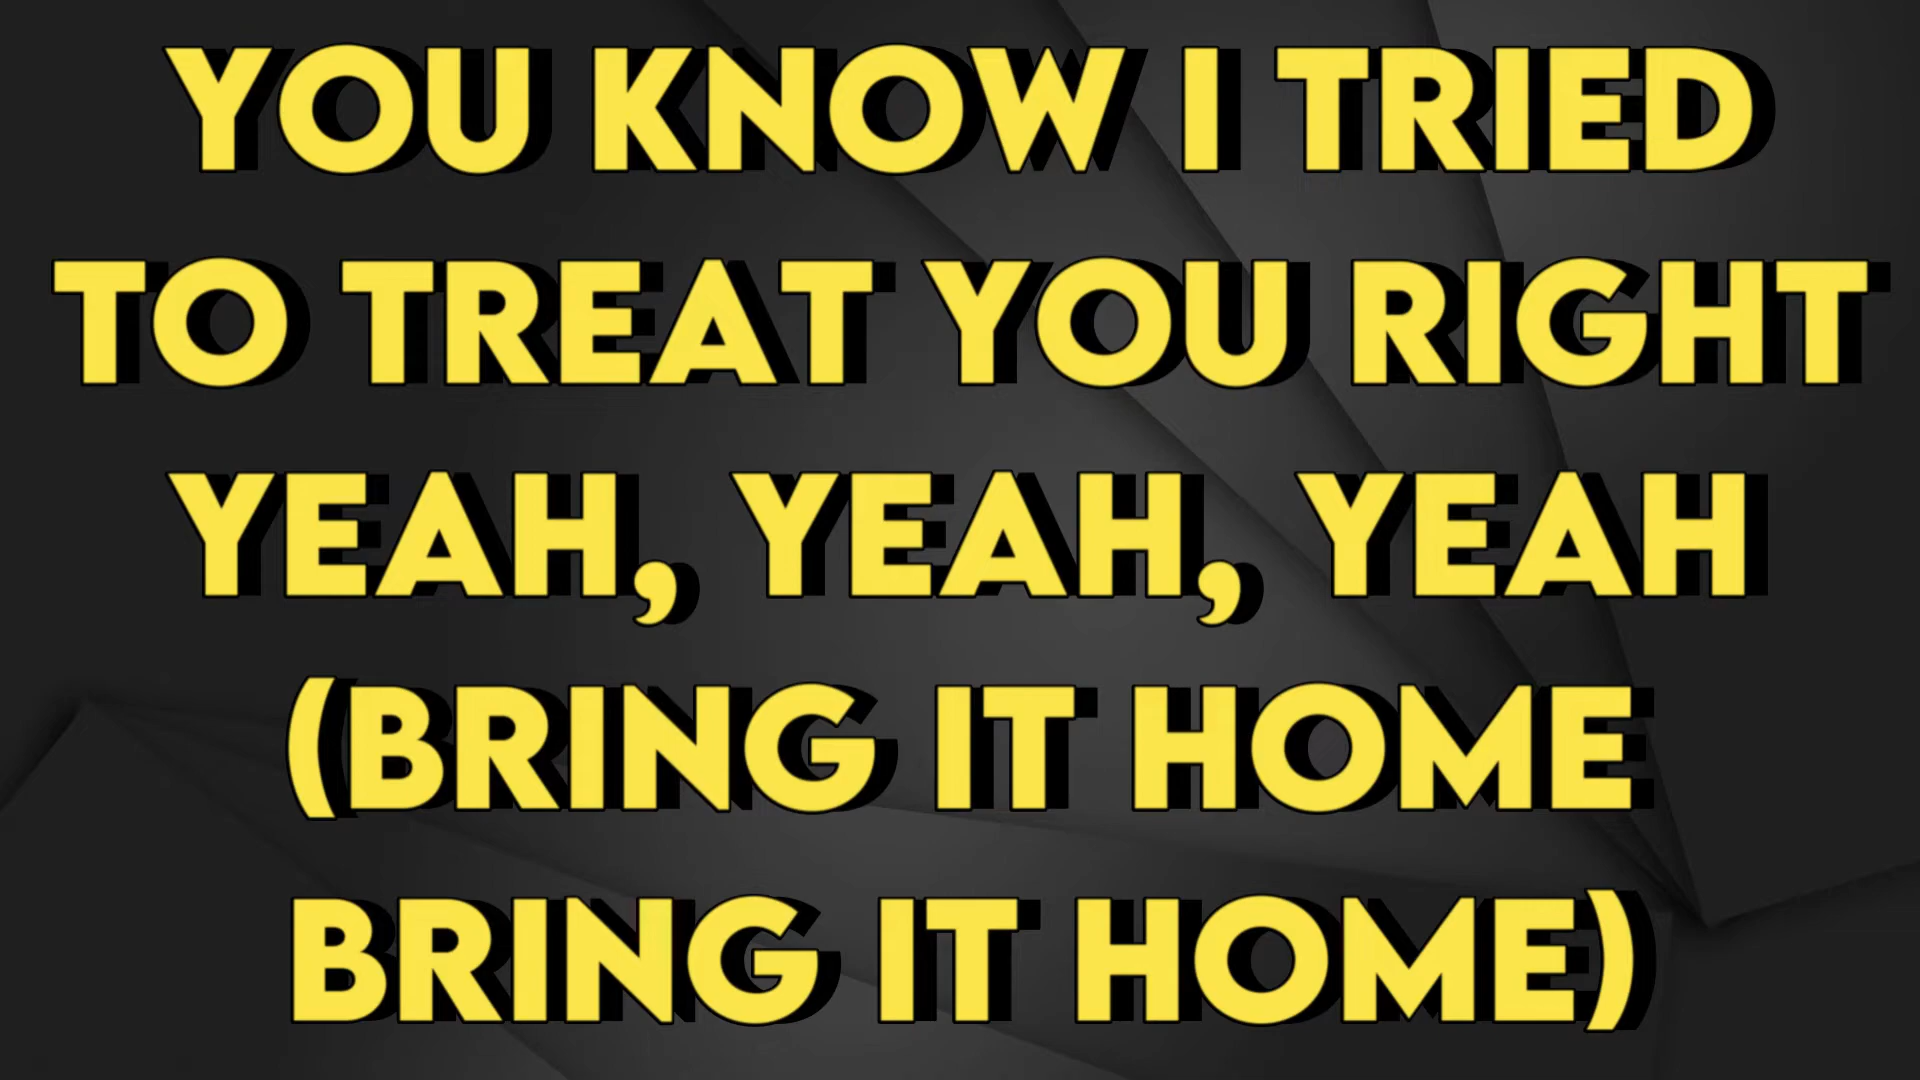 YOU KNOW I TRIED
TO TREAT YOU RIGHT
YEAH, YEAH, YEAH
(BRING IT HOME
BRING IT HOME)